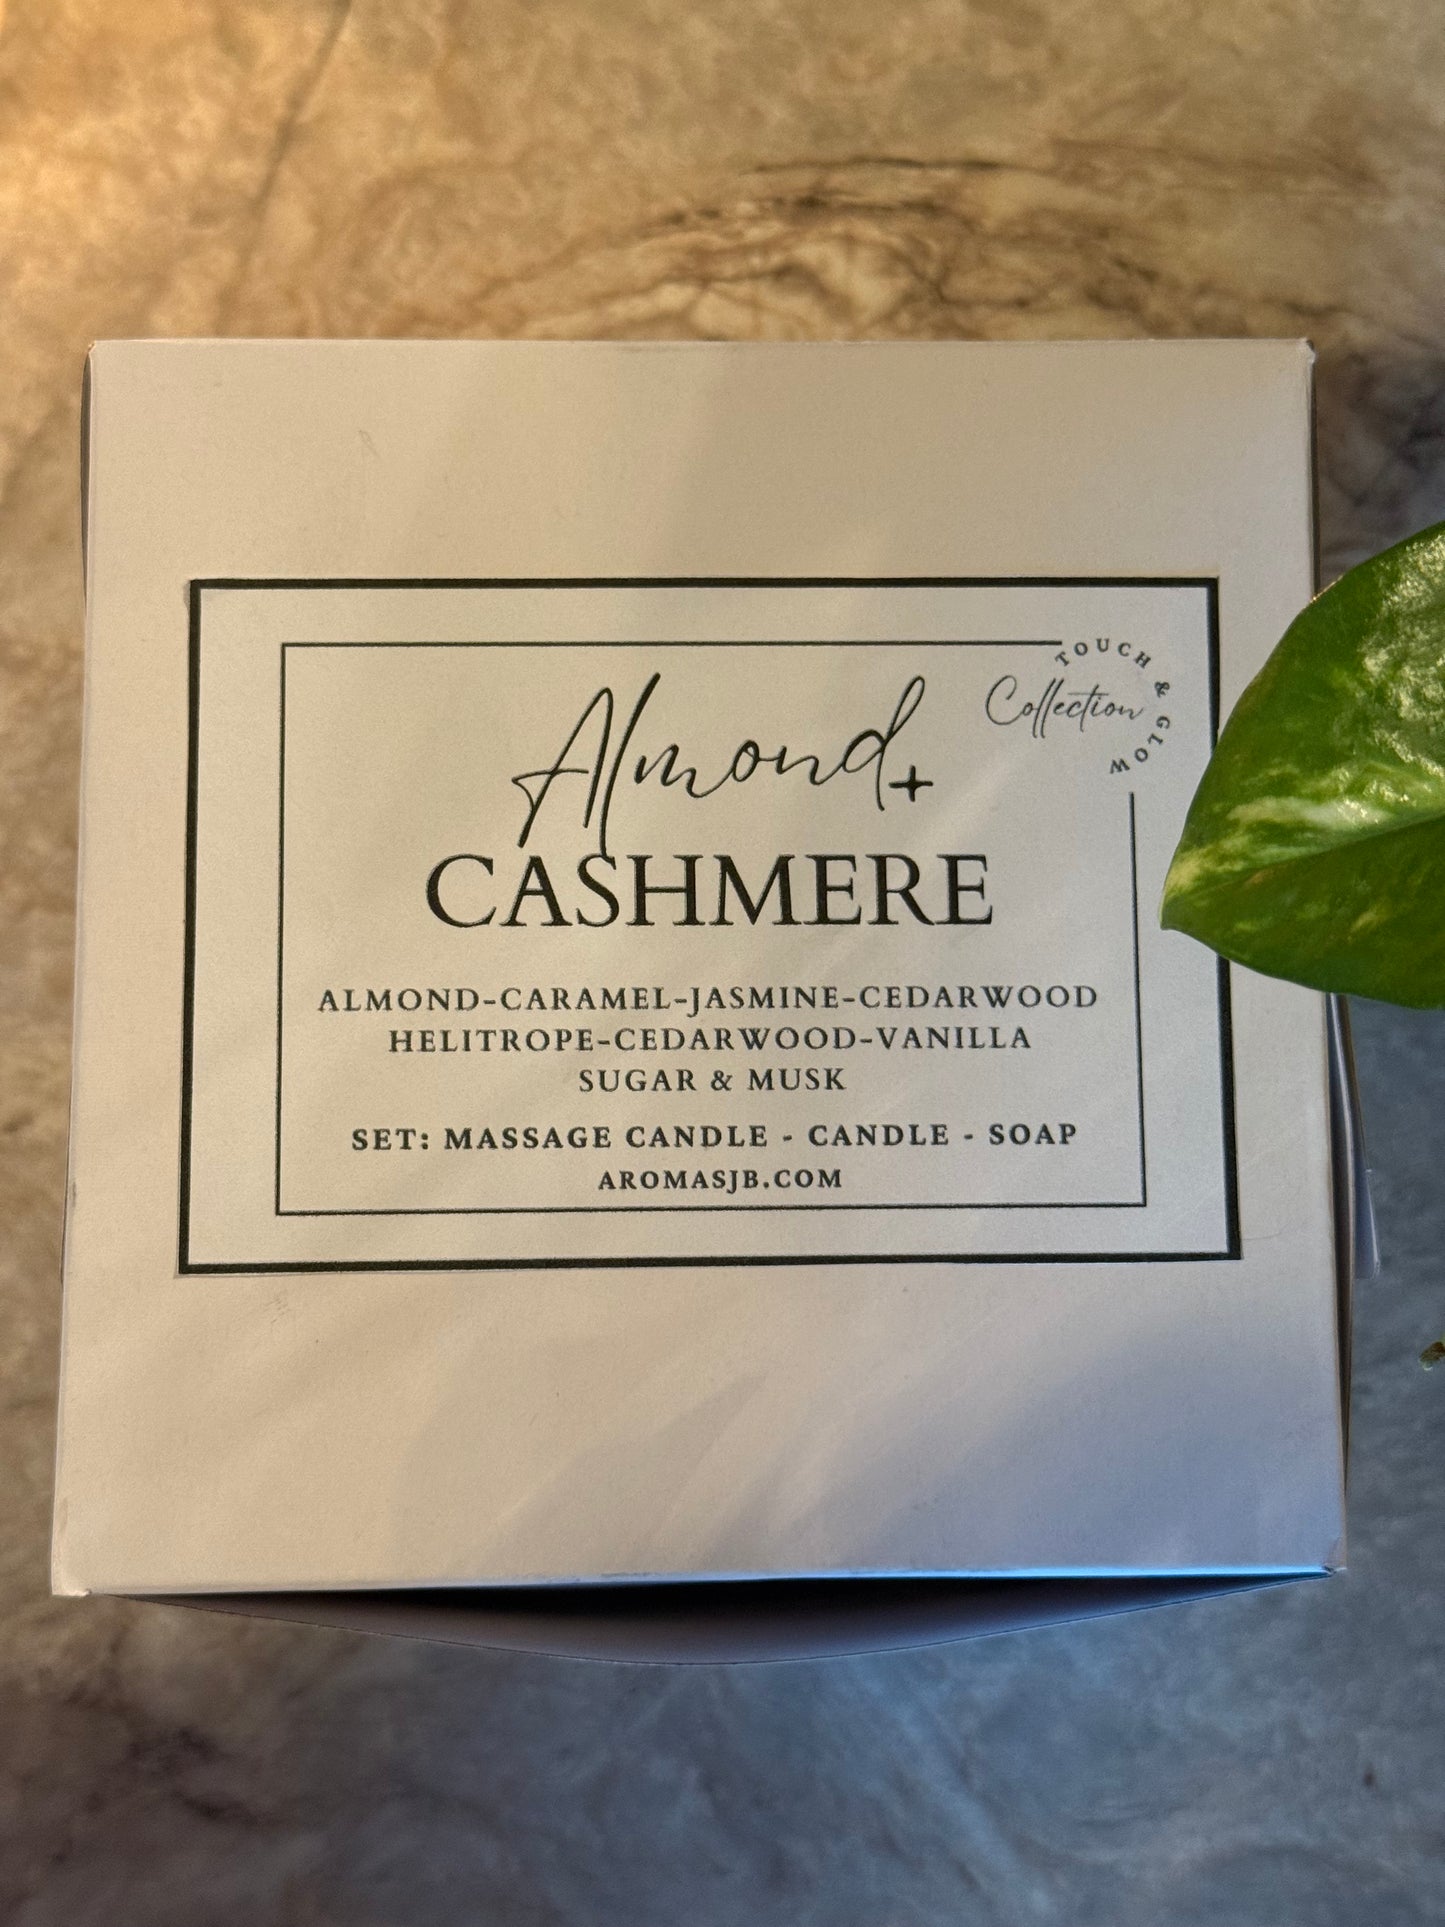 TOUCH & GLOW
Collection
Almond +
CASHMERE
ALMOND-CARAMEL-JASMINE-CEDARWOOD
HELITROPE-CEDARWOOD-VANILLA
SUGAR & MUSK
SET: MASSAGE CANDLE - CANDLE - SOAP
AROMASJB.COM